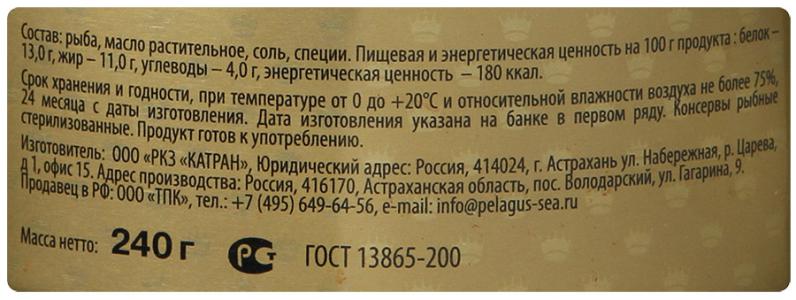 Состав: рыба, масло растительное, соль, специи. Пищевая и энергетическая ценность на 100 г продукта : белок –
13,0 г, жир – 11,0 г, углеводы – 4,0 г, энергетическая ценность – 180 ккал.
Срок хранения и годности, при температуре от 0 до +20°С и относительной влажности воздуха не более 75%,
24 месяца с даты изготовления. Дата изготовления указана на банке в первом ряду. Консервы рыбные
стерилизованные. Продукт готов к употреблению.
Изготовитель: ООО «РКЗ «КАТРАН», Юридический адрес: Россия, 414024, г. Астрахань ул. Набережная, р. Царева,
д 1, офис 15. Адрес производства: Россия, 416170, Астраханская область, пос. Володарский, ул. Гагарина, 9.
Продавец в РФ: ООО «ТПК», тел.: +7 (495) 649-64-56, e-mail: info@pelagus-sea.ru
Масса нетто: 240 г РСТ ГОСТ 13865-200